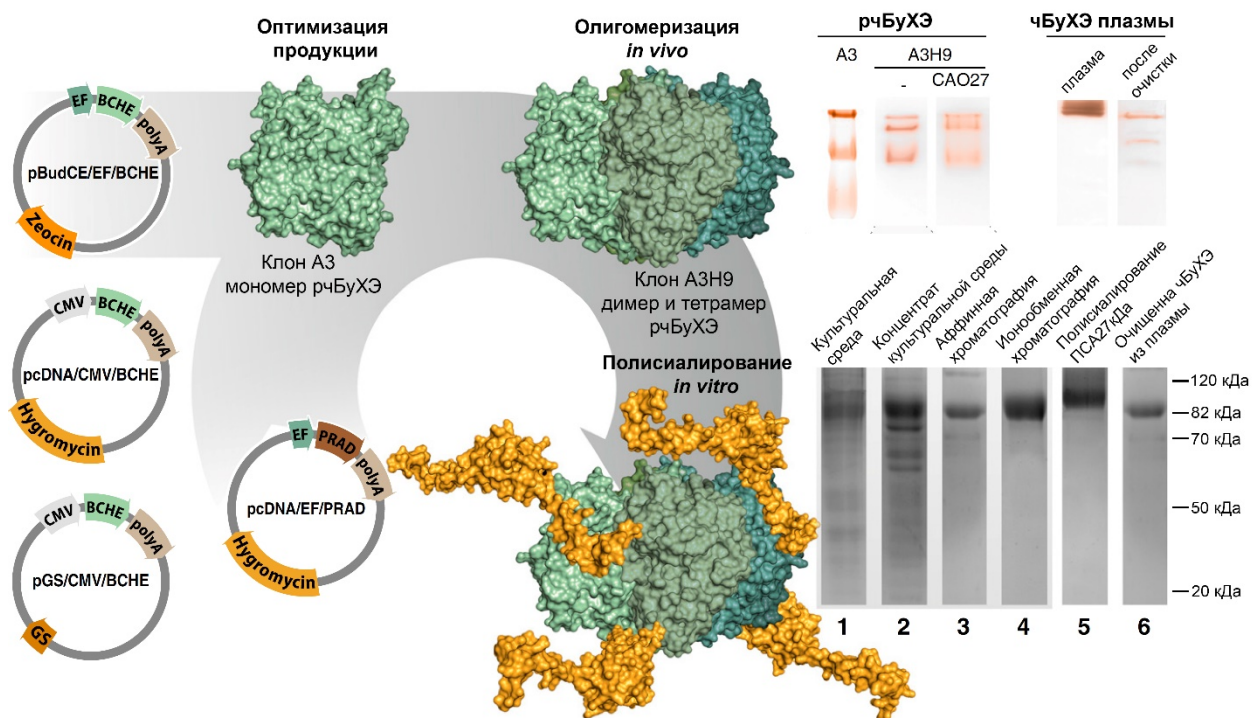 Оптимизация
продукции
Олигомеризация
in vivo
рчБуХЭ
чБуХЭ плазмы
A3
A3H9
-
CAO27
плазма
после
очистки
EF
BCHE
polyA
pBudCE/EF/BCHE
Zeocin
Клон А3
мономер рчБуХЭ
Клон A3H9
димер и тетрамер
рчБуХЭ
CMV
BCHE
polyA
pcDNA/CMV/BCHE
Hygromycin
Полисиалирование
in vitro
EF
PRAD
polyA
pcDNA/EF/PRAD
Hygromycin
CMV
BCHE
polyA
pGS/CMV/BCHE
GS
Культуральная
среда
Концентрат
культуральной среды
Аффинная
хроматография
Ионообменная
хроматография
Полисиалирование
ПСА27кДа
Очищенна чБуХЭ
из плазмы
120 кДа
82 кДа
70 кДа
50 кДа
20 кДа
1 2 3 4 5 6